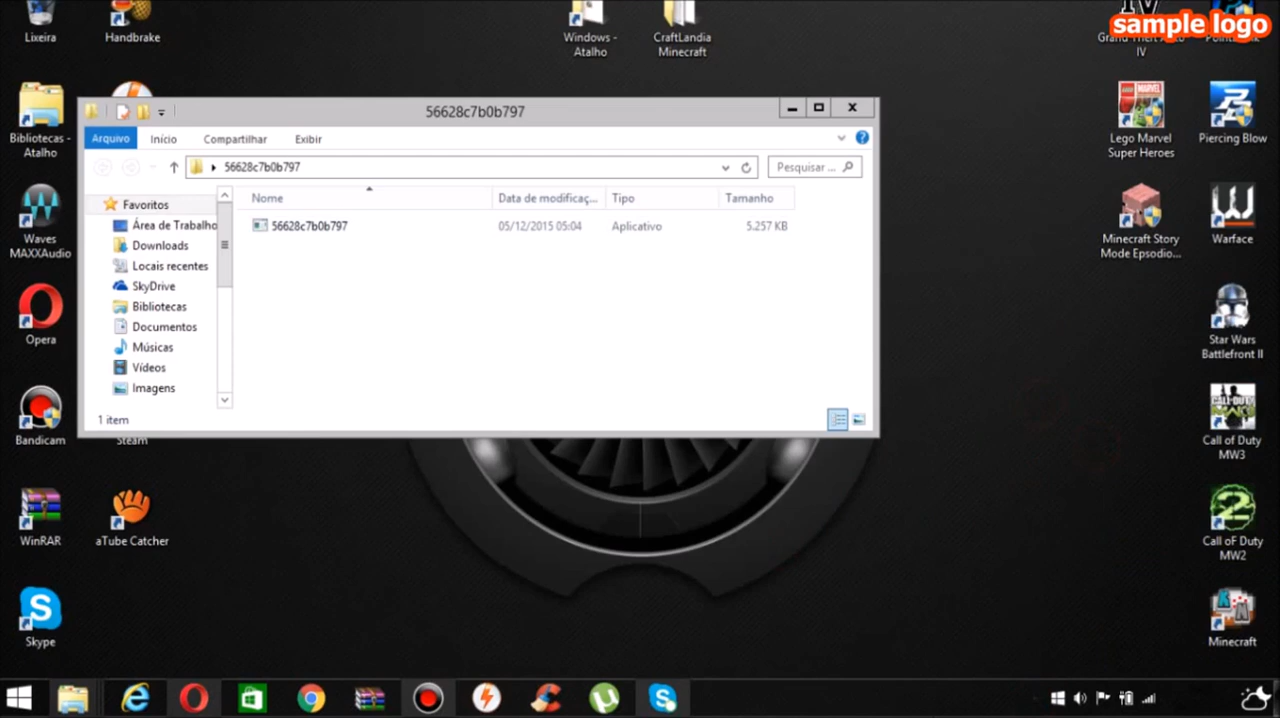 sample logo
Lixeira
Handbrake
Windows -
Atalho
CraftLandia
Minecraft
IV
Bibliotecas -
Atalho
Waves
MAXXAudio
Opera
Bandicam
Steam
WinRAR
aTube Catcher
Skype
56628c7b0b797
Arquivo
Início
Compartilhar
Exibir
56628c7b0b797
Pesquisar ...
Nome
Data de modificaç...
Tipo
Tamanho
56628c7b0b797
05/12/2015 05:04
Aplicativo
5.257 KB
Favoritos
Área de Trabalho
Downloads
Locais recentes
SkyDrive
Bibliotecas
Documentos
Músicas
Vídeos
Imagens
1 item
Lego Marvel
Super Heroes
Piercing Blow
Minecraft Story
Mode Epsodio...
Warface
Star Wars
Battlefront II
Call of Duty
MW3
Call oF Duty
MW2
Minecraft